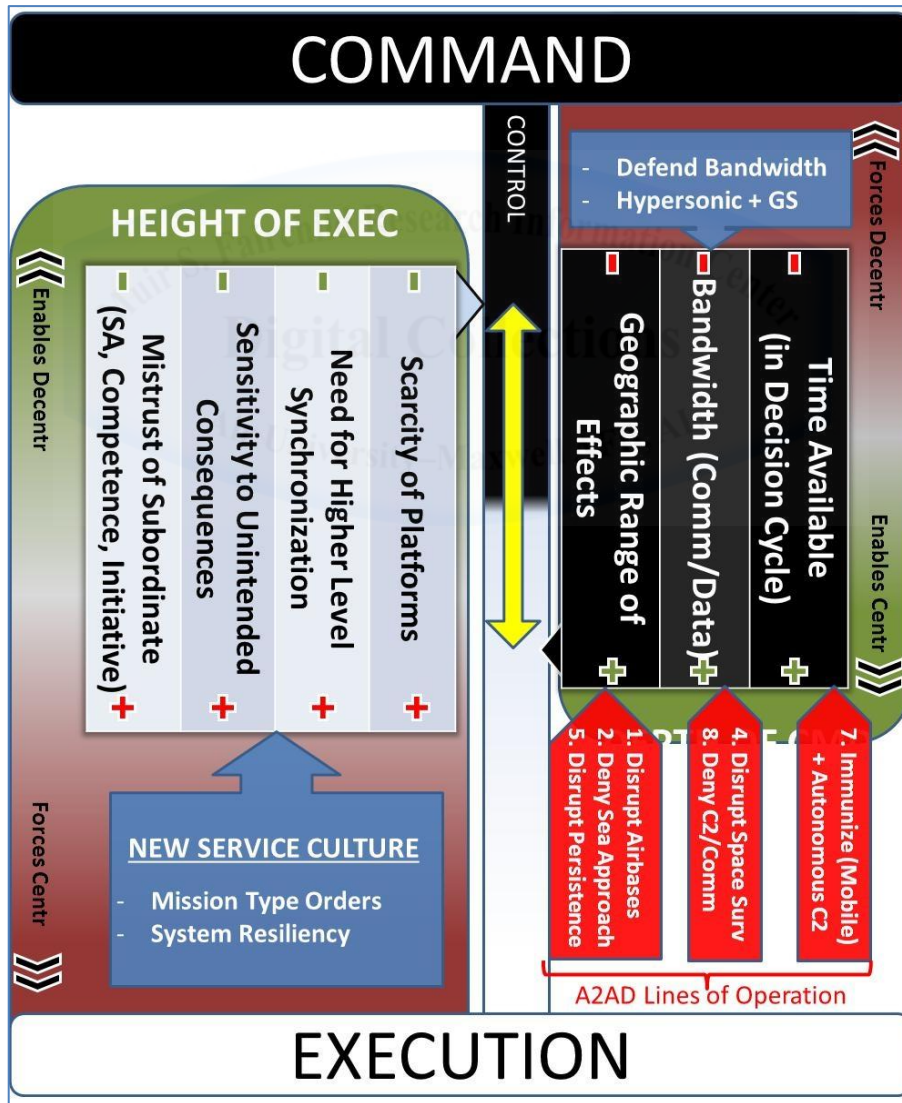 COMMAND
CONTROL
- Defend Bandwidth
- Hypersonic + GS
Forces Decentr
Enables Centr
HEIGHT OF EXEC
Enables Decentr
Forces Centr
- Mistrust of Subordinate
(SA, Competence, Initiative) +
- Sensitivity to Unintended
Consequences +
- Need for Higher Level
Synchronization +
- Scarcity of Platforms +
- Geographic Range of
Effects +
- Bandwidth (Comm/Data) +
- Time Available
(in Decision Cycle) +
Digital Collections
NEW SERVICE CULTURE
- Mission Type Orders
- System Resiliency
1. Disrupt Airbases
2. Deny Sea Approach
5. Disrupt Persistence
4. Disrupt Space Surv
8. Deny C2/Comm
7. Immunize (Mobile)
+ Autonomous C2
A2AD Lines of Operation
EXECUTION